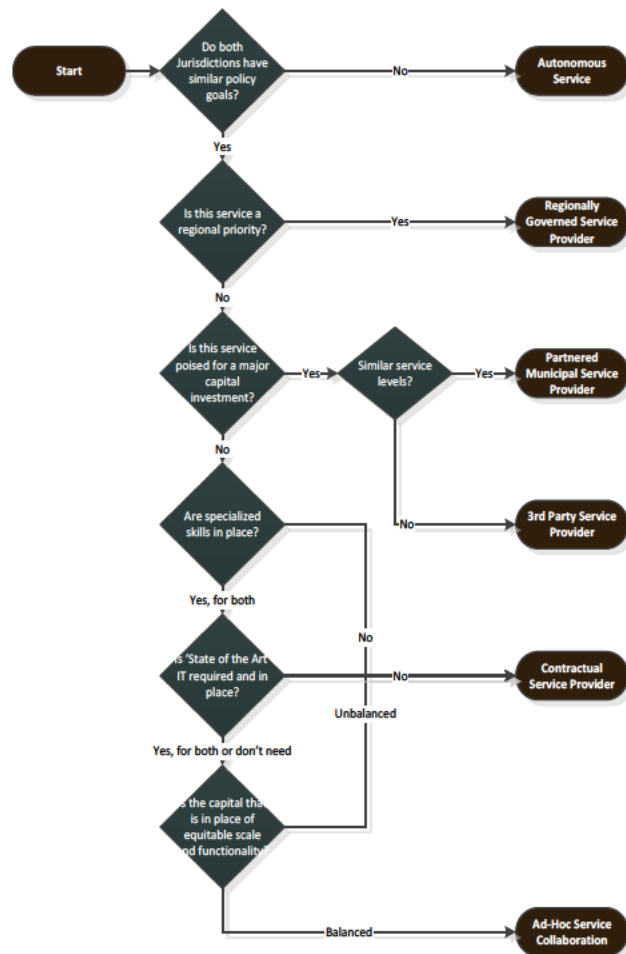 Do both
Jurisdictions have
similar policy
goals?
Start
No
Autonomous
Service
Yes
Is this service a
regional priority?
Yes
Regionally
Governed Service
Provider
No
Is this service
poised for a major
capital
investment?
Yes
Similar service
levels?
Yes
Partnered
Municipal Service
Provider
No
Are specialized
skills in place?
No
3rd Party Service
Provider
Yes, for both
No
Is 'State of the Art
IT required and in
place?
No
Contractual
Service Provider
Unbalanced
Yes, for both or don't need
Is the capital that
is in place of
equitable scale
and functionality?
Balanced
Ad-Hoc Service
Collaboration